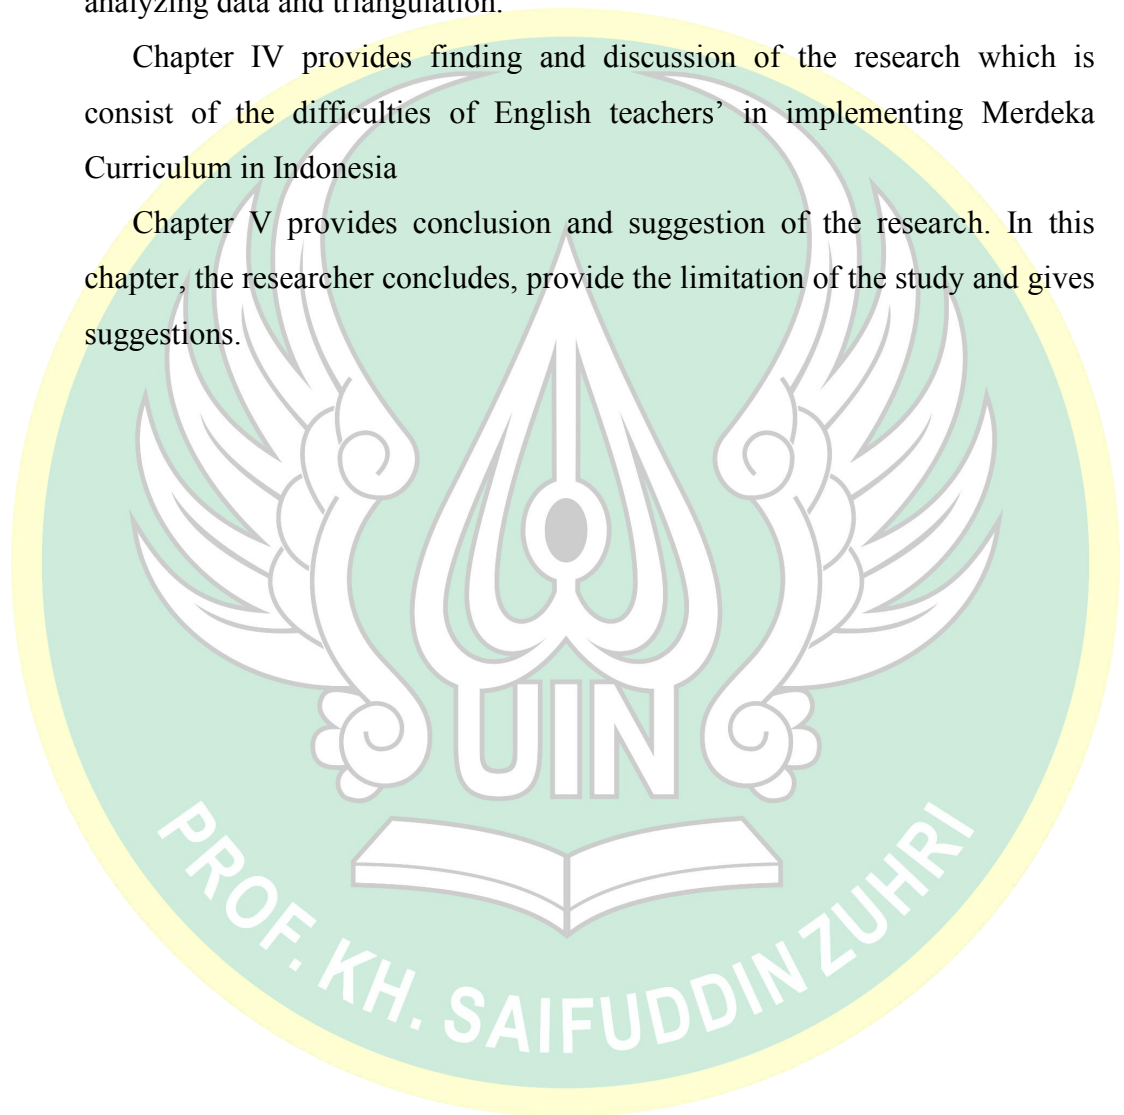 analyzing data and triangulation.
Chapter IV provides finding and discussion of the research which is
consist of the difficulties of English teachers’ in implementing Merdeka
Curriculum in Indonesia
Chapter V provides conclusion and suggestion of the research. In this
chapter, the researcher concludes, provide the limitation of the study and gives
suggestions.
UIN
PROF. KH. SAIFUDDIN ZUHRI